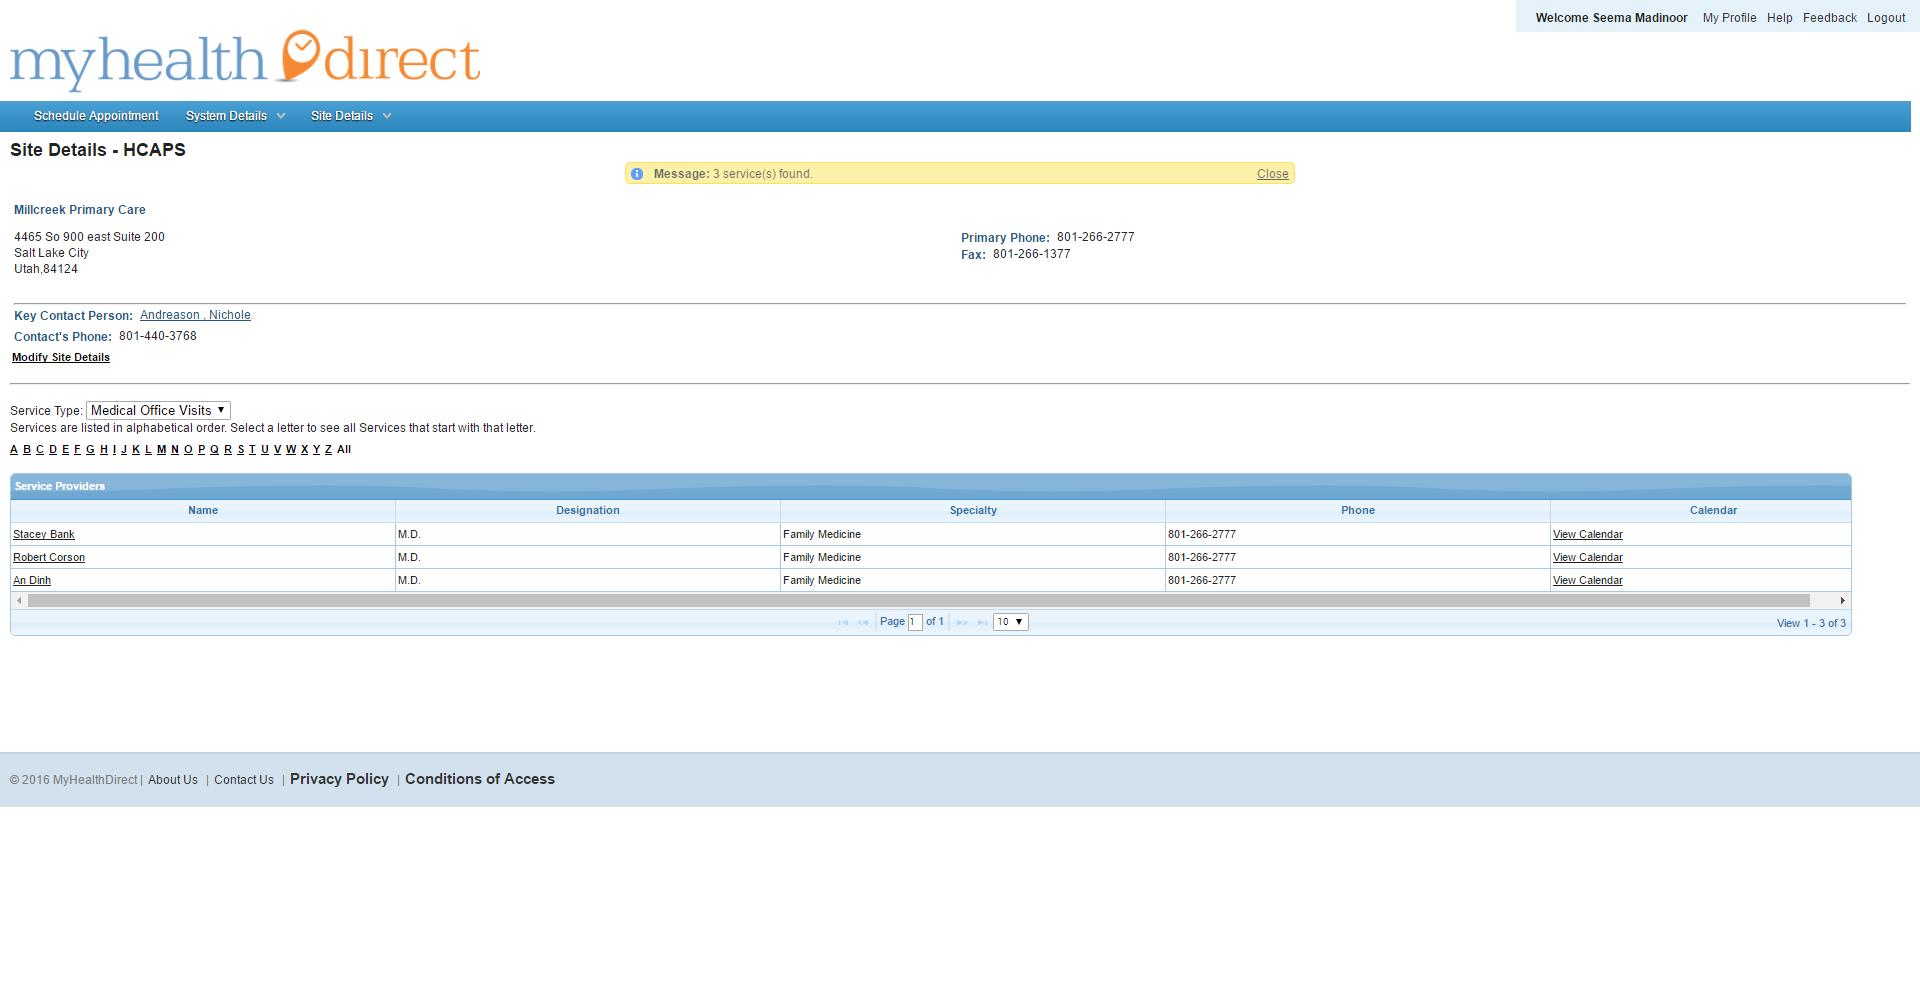 Welcome Seema Madinoor My Profile Help Feedback Logout
myhealth direct
Schedule Appointment System Details Site Details
Site Details - HCAPS
Message: 3 service(s) found. Close
Millcreek Primary Care
4465 So 900 east Suite 200
Salt Lake City
Utah,84124
Primary Phone: 801-266-2777
Fax: 801-266-1377
Key Contact Person: Andreason , Nichole
Contact's Phone: 801-440-3768
Modify Site Details
Service Type: Medical Office Visits
Services are listed in alphabetical order. Select a letter to see all Services that start with that letter.
A B C D E F G H I J K L M N O P Q R S T U V W X Y Z All
Service Providers
Name Designation Specialty Phone Calendar
Stacey Bank M.D. Family Medicine 801-266-2777 View Calendar
Robert Corson M.D. Family Medicine 801-266-2777 View Calendar
An Dinh M.D. Family Medicine 801-266-2777 View Calendar
Page 1 of 1 10 View 1 - 3 of 3
© 2016 MyHealthDirect | About Us | Contact Us | Privacy Policy | Conditions of Access